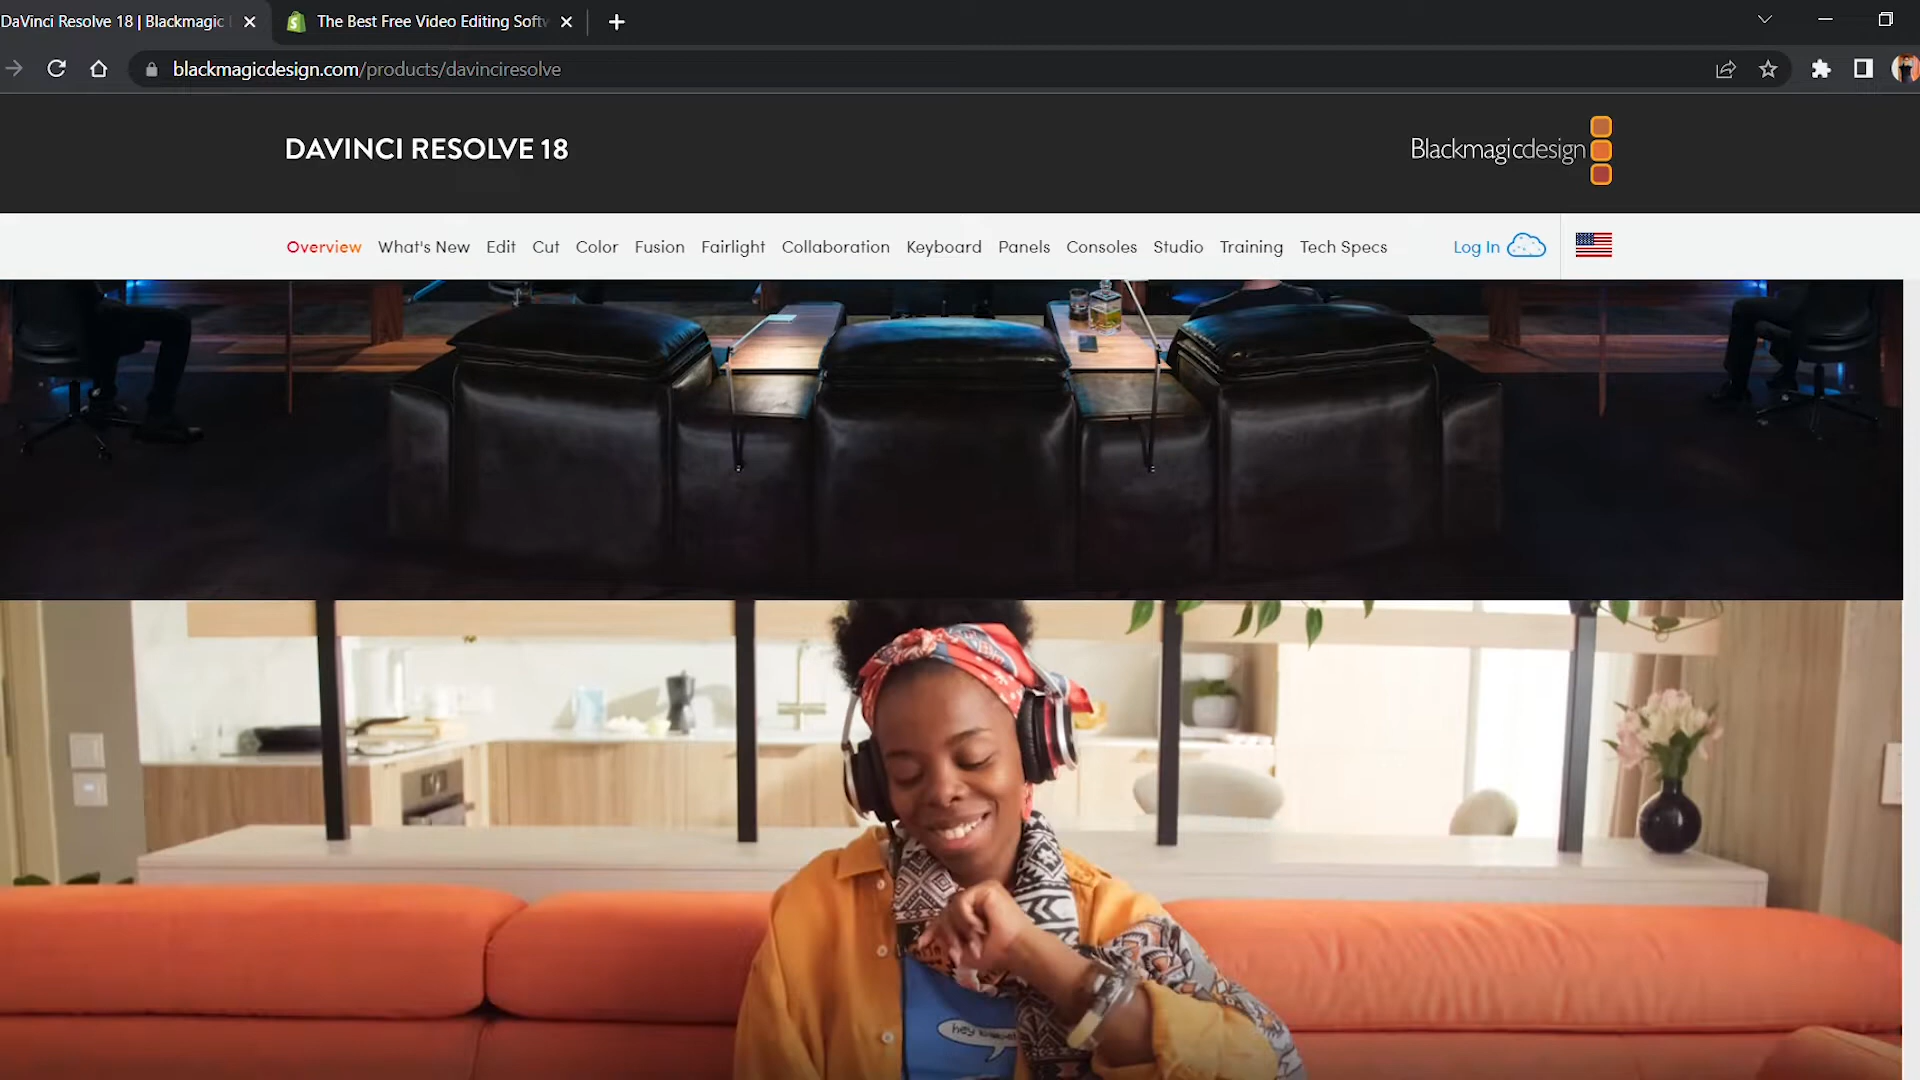 DaVinci Resolve 18 | Blackmagic
The Best Free Video Editing Softw
blackmagicdesign.com/products/davinciresolve
DAVINCI RESOLVE 18
Blackmagicdesign
Overview What's New Edit Cut Color Fusion Fairlight Collaboration Keyboard Panels Consoles Studio Training Tech Specs Log In
hey